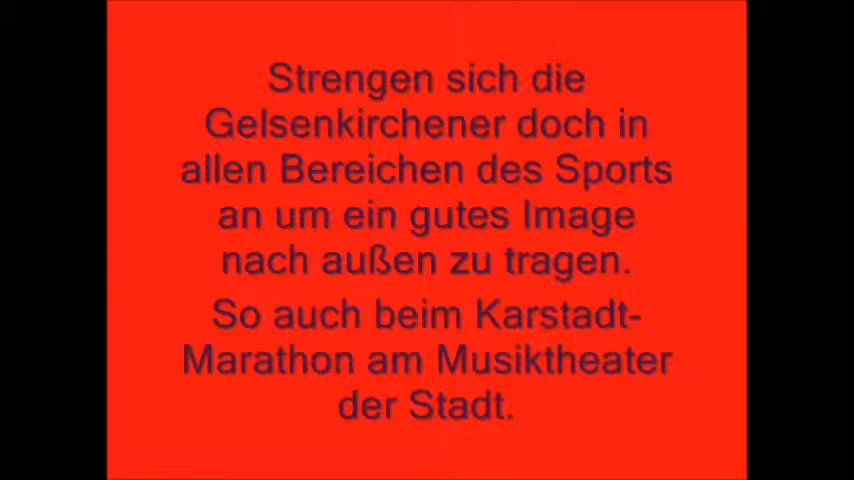 Strengen sich die
Gelsenkirchener doch in
allen Bereichen des Sports
an um ein gutes Image
nach außen zu tragen.
So auch beim Karstadt-
Marathon am Musiktheater
der Stadt.